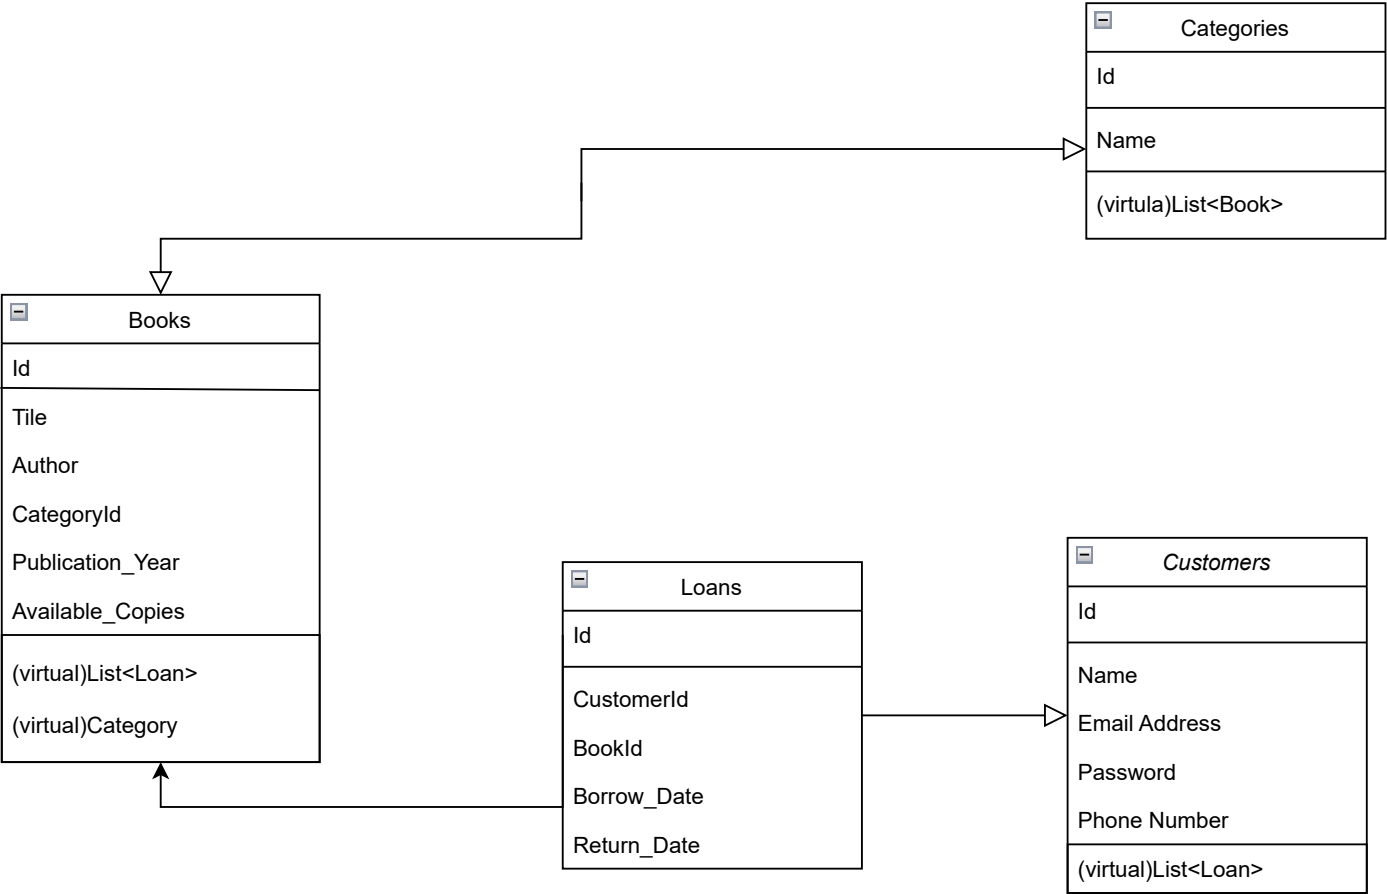 Categories
Id
Name
(virtula)List<Book>
Books
Id
Tile
Author
CategoryId
Publication_Year
Available_Copies
(virtual)List<Loan>
(virtual)Category
Loans
Id
CustomerId
BookId
Borrow_Date
Return_Date
Customers
Id
Name
Email Address
Password
Phone Number
(virtual)List<Loan>